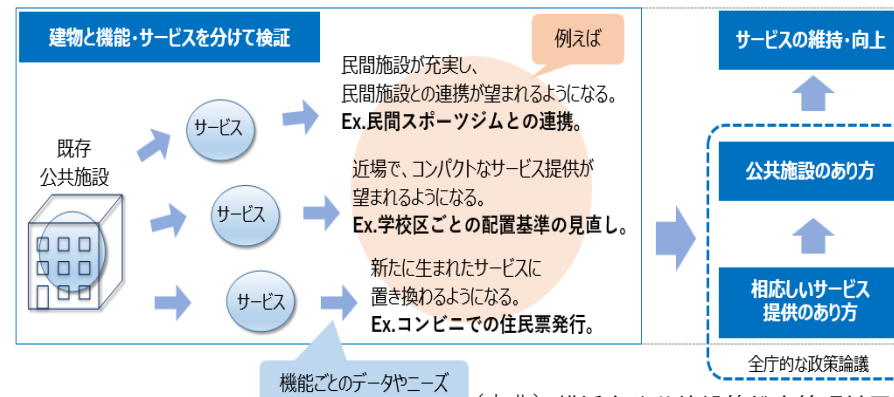 建物と機能・サービスを分けて検証
例えば
民間施設が充実し、
民間施設との連携が望まれるようになる。
Ex.民間スポーツジムとの連携。
既存
公共施設
サービス
近場で、コンパクトなサービス提供が
望まれるようになる。
Ex.学校区ごとの配置基準の見直し。
サービス
新たに生まれたサービスに
置き換わるようになる。
Ex.コンビニでの住民票発行。
サービス
機能ごとのデータやニーズ
サービスの維持・向上
公共施設のあり方
相応しいサービス
提供のあり方
全庁的な政策論議